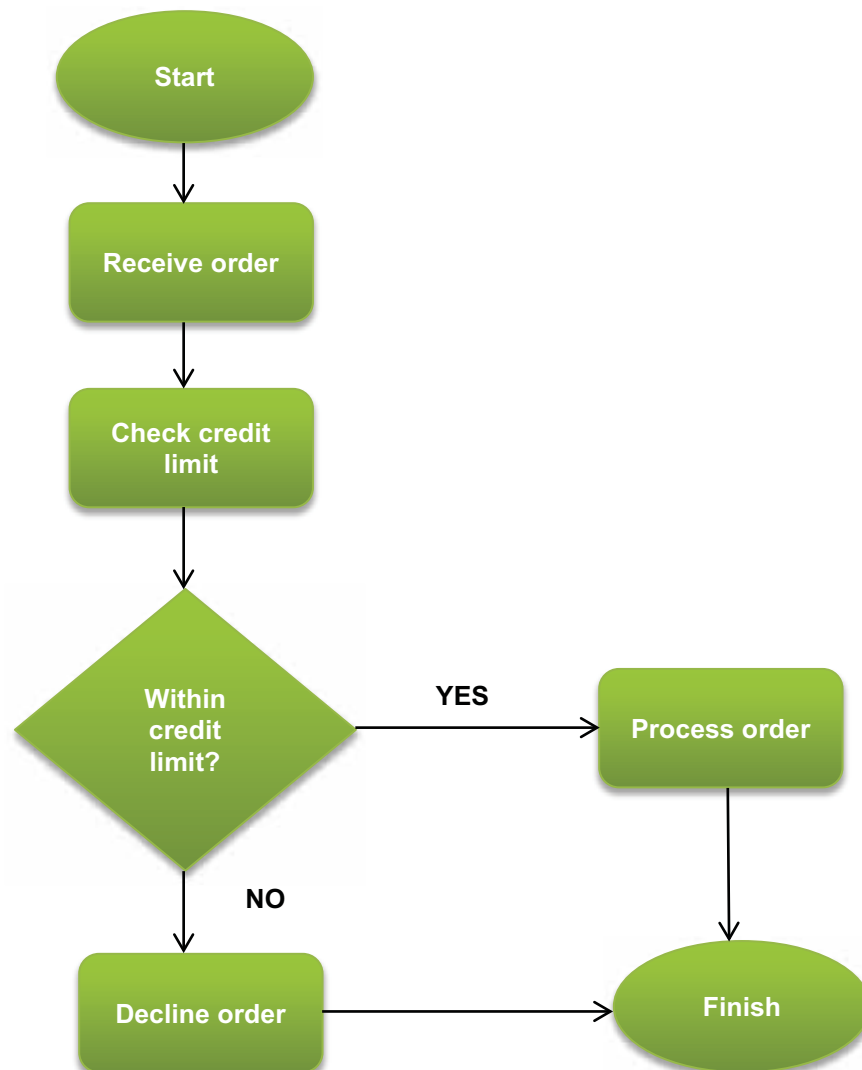 Start
Receive order
Check credit
limit
Within
credit
limit?
YES
Process order
NO
Decline order
Finish